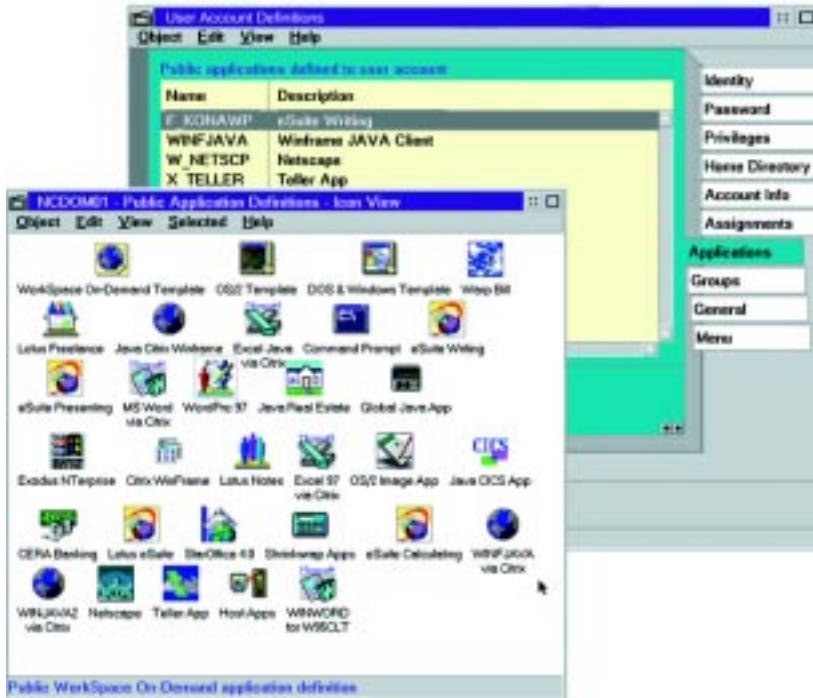 User Account Definitions
Object Edit View Help
Public applications defined to user account
Name Description
F_KONAWP eSuite Writing
WINFJAVA Winframe JAVA Client
W_NETSCP Netscape
X_TELLER Teller App
Identity
Password
Privileges
Home Directory
Account Info
Assignments
Applications
Groups
General
Menu
NCDOM01 - Public Application Definitions - Icon View
Object Edit View Selected Help
WorkSpace On-Demand Template OS/2 Template DOS & Windows Template Warp BM
Lotus Freelance Java Citrix Winframe Excel Java via Citrix Command Prompt eSuite Writing
eSuite Presenting MS Word via Citrix WordPro 97 Java Real Estate Global Java App
Exodus NTerprise Citrix WinFrame Lotus Notes Excel 97 via Citrix OS/2 Image App Java CICS App
CICS
CERA Banking Lotus eSuite StarOffice 4.0 Shrinkwrap Apps eSuite Calculating WINFJAVA via Citrix
WINJAVA2 via Citrix Netscape Teller App Host Apps WINWORD for W95CLT
Public WorkSpace On Demand application definition